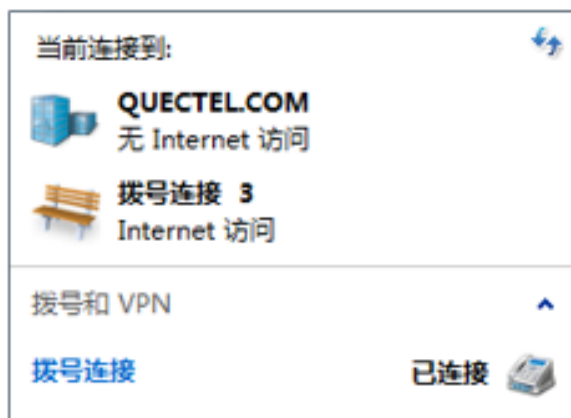 当前连接到:
QUECTEL.COM
无 Internet 访问
拨号连接 3
Internet 访问
拨号和 VPN
拨号连接 已连接